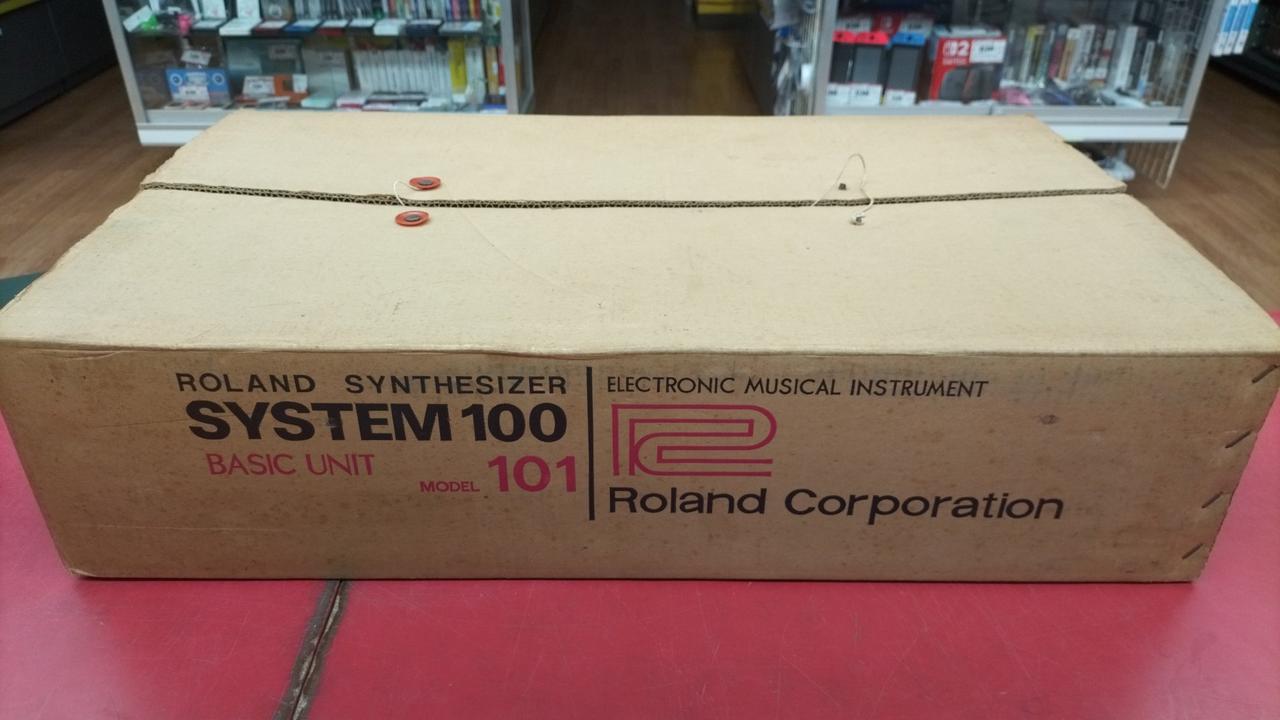 ROLAND SYNTHESIZER
SYSTEM 100
BASIC UNIT
MODEL 101
ELECTRONIC MUSICAL INSTRUMENT
Roland Corporation